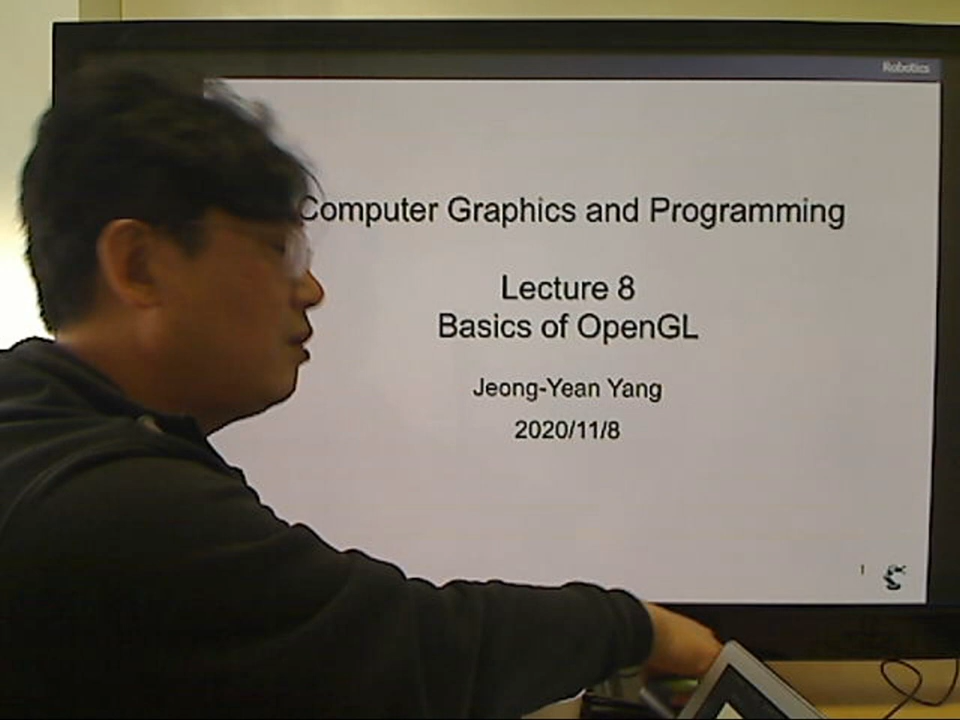 Robotics
Computer Graphics and Programming
Lecture 8
Basics of OpenGL
Jeong-Yean Yang
2020/11/8
1